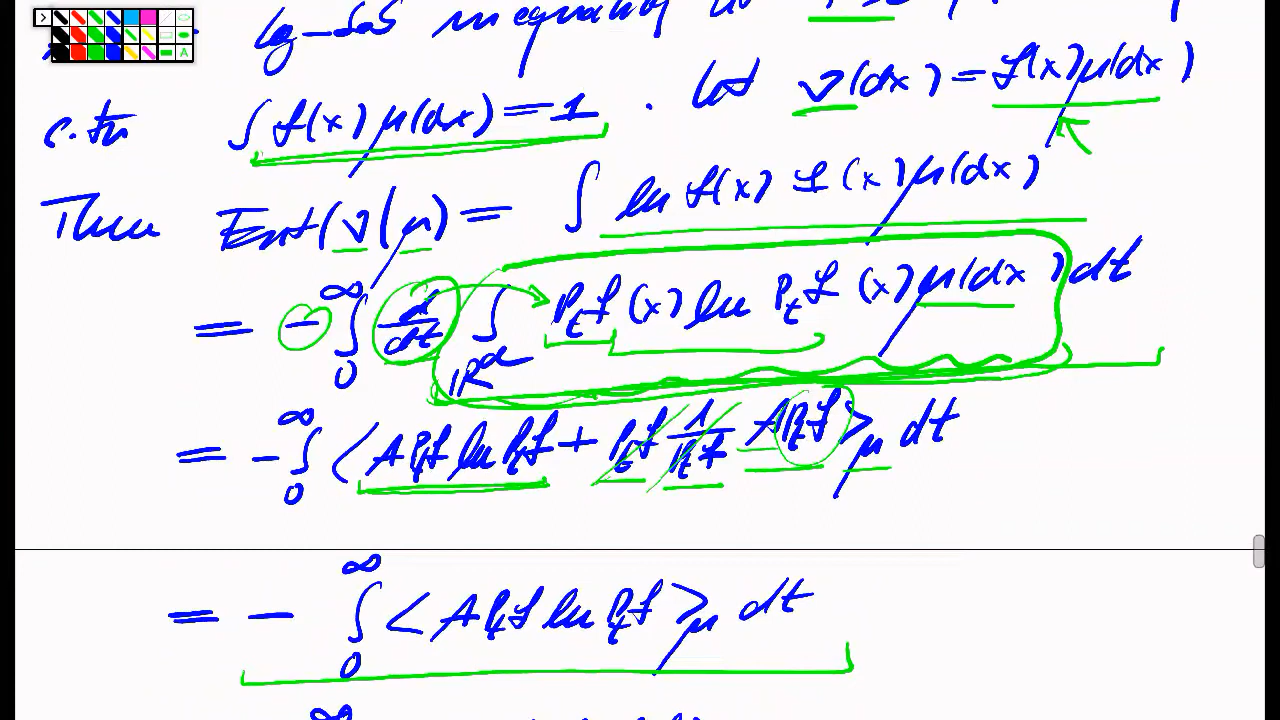 log-Sob inequality
∫ f(x) μ(dx) = 1 . Let ν(dx) = f(x) μ(dx)
Then Ent(ν|μ) = ∫ ln f(x) f(x) μ(dx)
= - ∫₀^∞ d/dt ∫_{ℝ^d} P_t f(x) ln P_t f(x) μ(dx) dt
= - ∫₀^∞ < A P_t f ln P_t f + P_t f 1/(P_t f) A P_t f >_μ dt
= - ∫₀^∞ < A P_t f ln P_t f >_μ dt